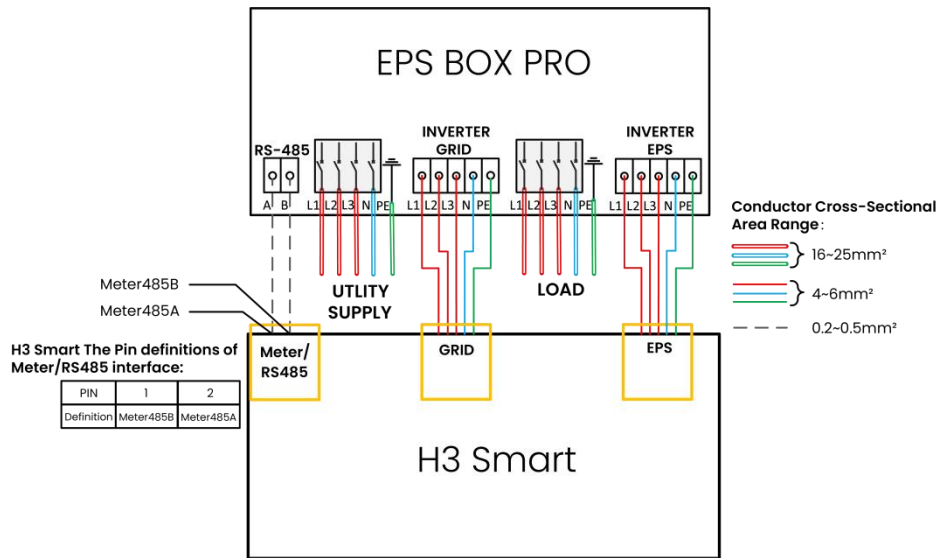 EPS BOX PRO
RS-485
INVERTER
GRID
INVERTER
EPS
A B
L1 L2 L3 N PE
L1 L2 L3 N PE
L1 L2 L3 N PE
L1 L2 L3 N PE
UTLITY
SUPPLY
LOAD
Conductor Cross-Sectional
Area Range:
16~25mm²
4~6mm²
0.2~0.5mm²
Meter485B
Meter485A
H3 Smart The Pin definitions of
Meter/RS485 interface:
PIN 1 2
Definition Meter485B Meter485A
Meter/
RS485
GRID
EPS
H3 Smart